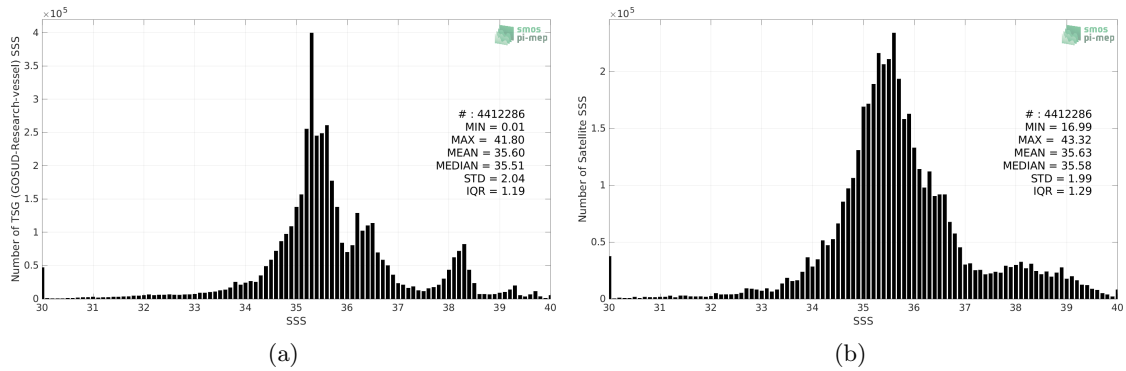 ×10⁵
4
3.5
3
2.5
2
1.5
1
0.5
0
Number of TSG (GOSUD-Research-vessel) SSS
smos
pi-mep
# : 4412286
MIN = 0.01
MAX = 41.80
MEAN = 35.60
MEDIAN = 35.51
STD = 2.04
IQR = 1.19
30 31 32 33 34 35 36 37 38 39 40
SSS
(a)
×10⁵
2
1.5
1
0.5
0
Number of Satellite SSS
smos
pi-mep
# : 4412286
MIN = 16.99
MAX = 43.32
MEAN = 35.63
MEDIAN = 35.58
STD = 1.99
IQR = 1.29
30 31 32 33 34 35 36 37 38 39 40
SSS
(b)